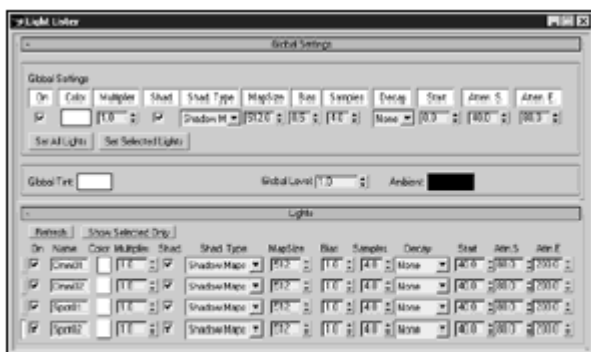 Light Lister
Global Settings
Global Settings
On Color Multiplier Shad. Shad. Type MapSize Bias Samples Decay Start Atten. S. Atten. E.
1.0 Shadow M 512.0 0.5 4.0 None 0.0 80.0
Set All Lights Set Selected Lights
Global Tint: Global Level: 1.0 Ambient:
Lights
Refresh Show Selected Only
On Name Color Multiplier Shad. Shad Type MapSize Bias Samples Decay Start Attn.S Attn.E
Omni01 1.0 Shadow Maps 512 1.0 4.0 None 40.0 80.0 200.0
Omni02 1.0 Shadow Maps 512 1.0 4.0 None 40.0 80.0 200.0
Spot01 1.0 Shadow Maps 512 1.0 4.0 None 40.0 80.0 200.0
Spot02 1.0 Shadow Maps 512 1.0 4.0 None 40.0 80.0 200.0